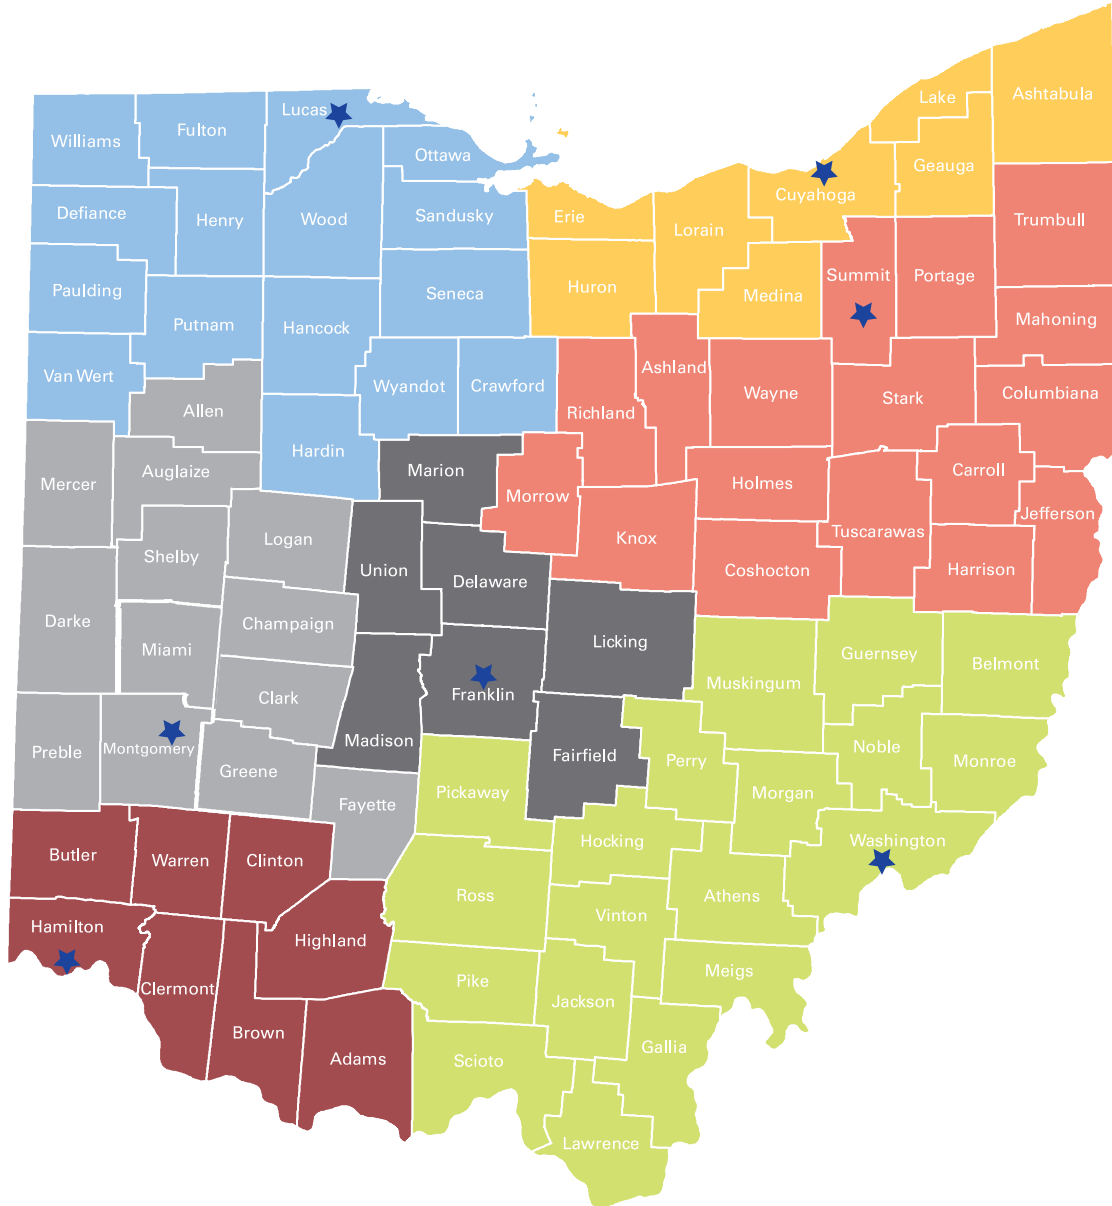 Ashtabula
Lake
Lucas
Fulton
Williams
Ottawa
Geauga
Cuyahoga
Defiance
Henry
Wood
Sandusky
Erie
Lorain
Trumbull
Paulding
Putnam
Hancock
Seneca
Huron
Medina
Summit
Portage
Mahoning
Van Wert
Allen
Wyandot
Crawford
Richland
Ashland
Wayne
Stark
Columbiana
Mercer
Auglaize
Hardin
Marion
Morrow
Holmes
Carroll
Jefferson
Shelby
Logan
Union
Delaware
Knox
Coshocton
Tuscarawas
Harrison
Darke
Miami
Champaign
Licking
Guernsey
Belmont
Clark
Franklin
Muskingum
Preble
Montgomery
Greene
Madison
Fairfield
Perry
Noble
Monroe
Fayette
Pickaway
Morgan
Butler
Warren
Clinton
Hocking
Washington
Hamilton
Highland
Ross
Vinton
Athens
Clermont
Pike
Jackson
Meigs
Brown
Adams
Scioto
Gallia
Lawrence